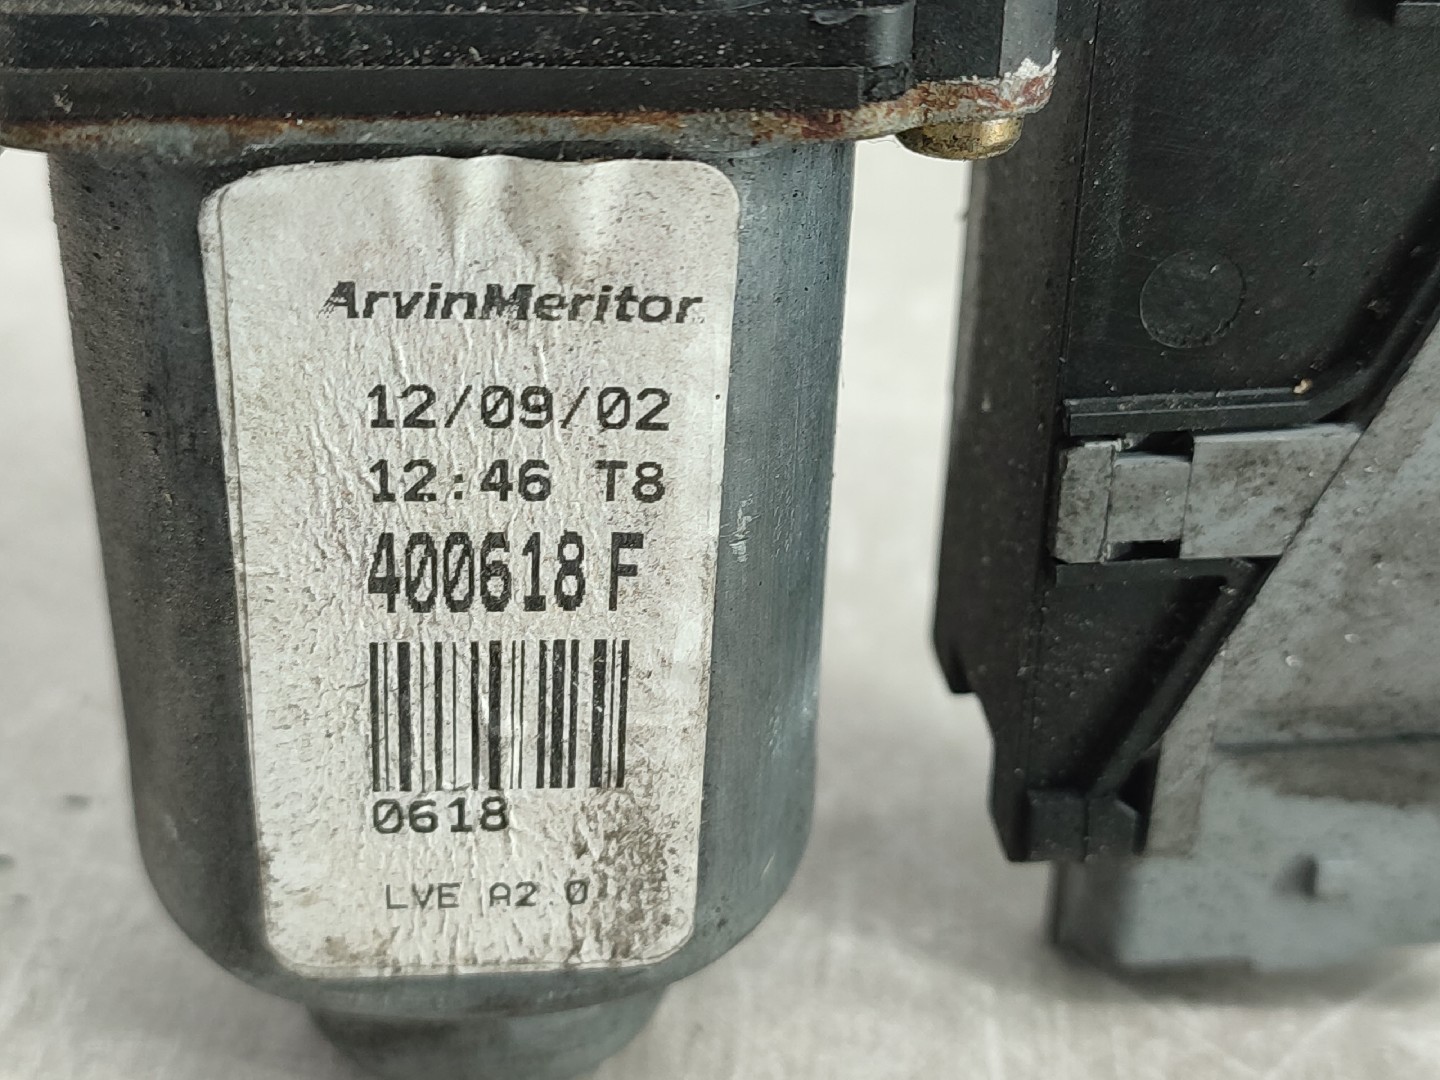 ArvinMeritor
12/09/02
12:46 T8
400618 F
0618
LVE A2.0